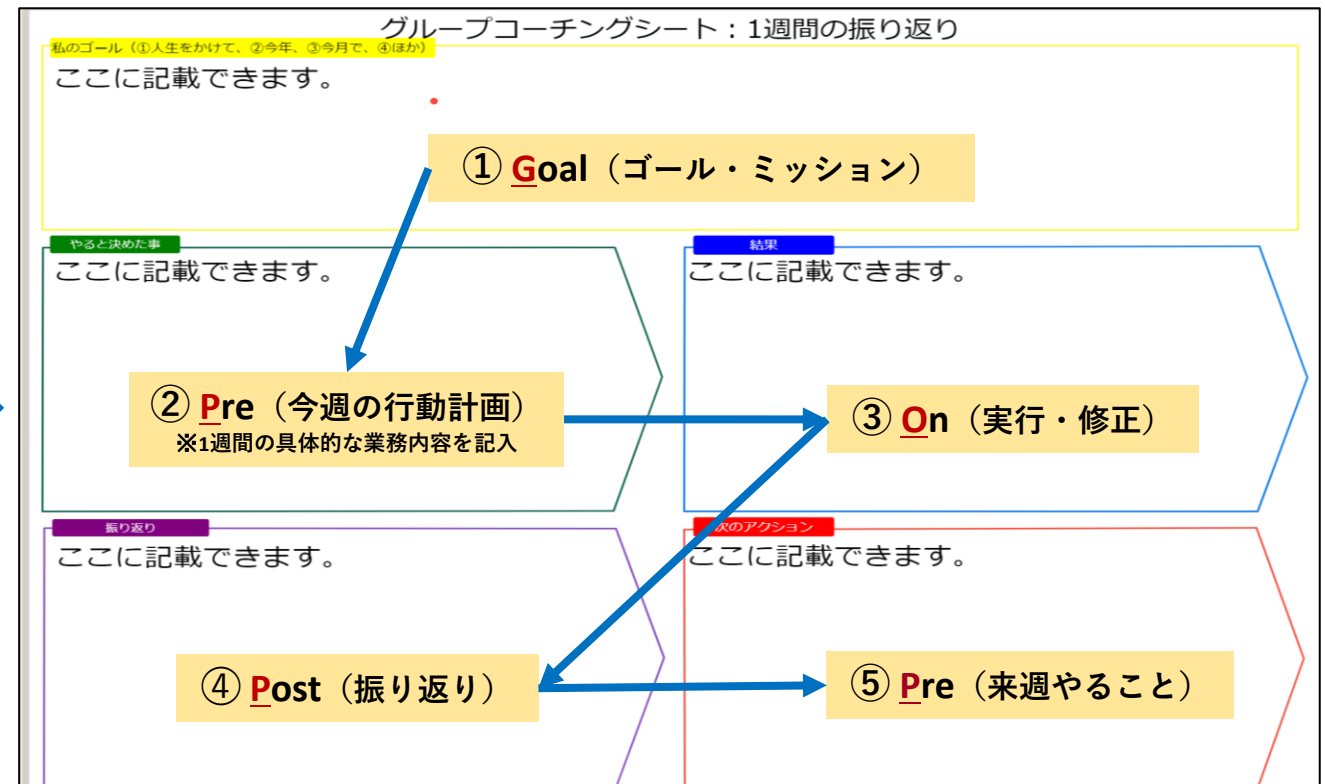 グループコーチングシート：1週間の振り返り
私のゴール（①人生をかけて、②今年、③今月で、④ほか）
ここに記載できます。
① Goal（ゴール・ミッション）
やると決めた事
ここに記載できます。
② Pre（今週の行動計画）
※1週間の具体的な業務内容を記入
結果
ここに記載できます。
③ On（実行・修正）
振り返り
ここに記載できます。
④ Post（振り返り）
次のアクション
ここに記載できます。
⑤ Pre（来週やること）